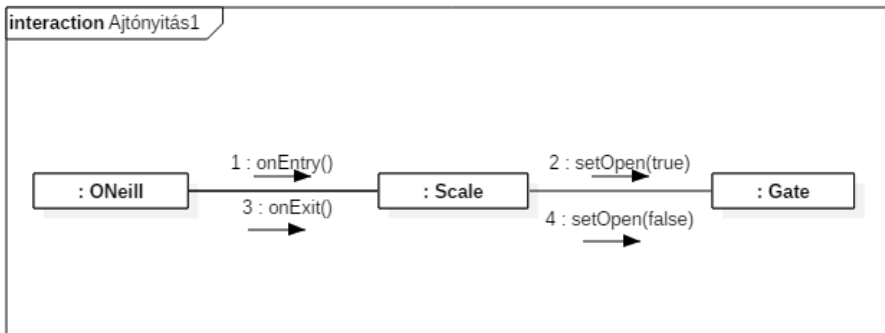 interaction Ajtónyitás1
1 : onEntry()
2 : setOpen(true)
: ONeill
: Scale
: Gate
3 : onExit()
4 : setOpen(false)